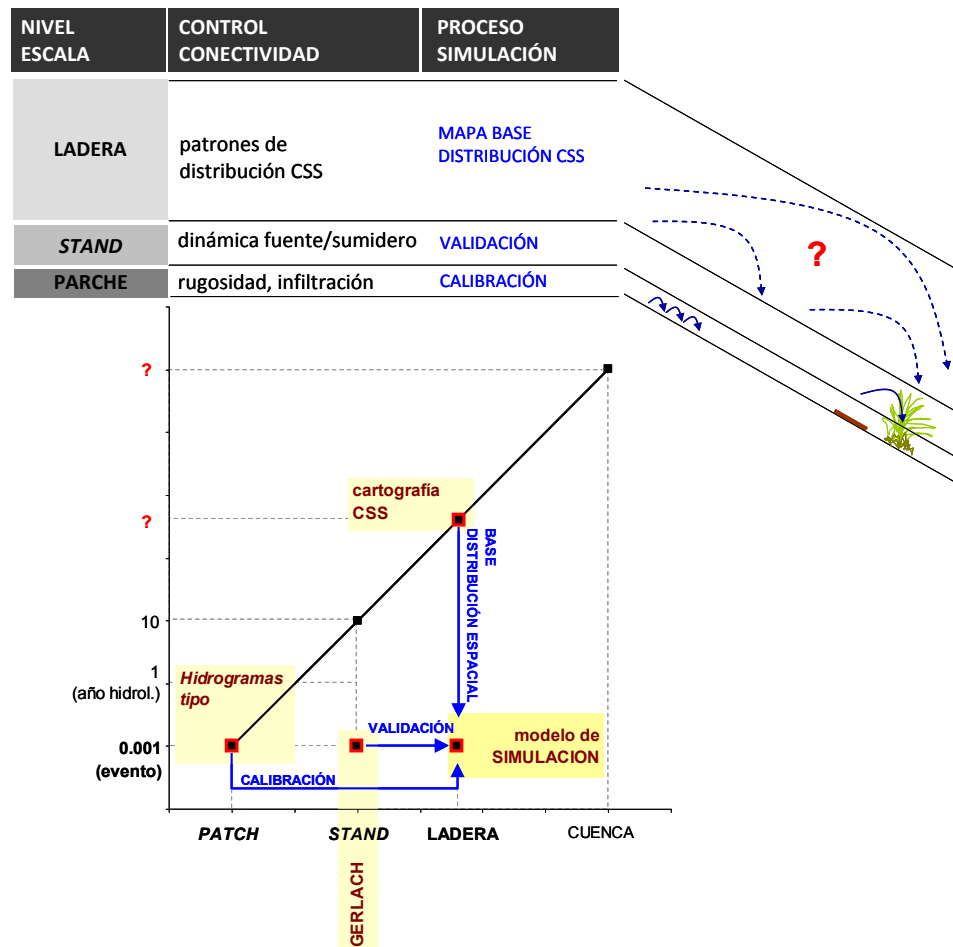 NIVEL
ESCALA
CONTROL
CONECTIVIDAD
PROCESO
SIMULACIÓN
LADERA
patrones de
distribución CSS
MAPA BASE
DISTRIBUCIÓN CSS
STAND
dinámica fuente/sumidero
VALIDACIÓN
PARCHE
rugosidad, infiltración
CALIBRACIÓN
?
?
cartografía
CSS
?
BASE
DISTRIBUCIÓN ESPACIAL
10
1
(año hidrol.)
Hidrogramas
tipo
0.001
(evento)
VALIDACIÓN
modelo de
SIMULACION
CALIBRACIÓN
PATCH
STAND
LADERA
CUENCA
GERLACH